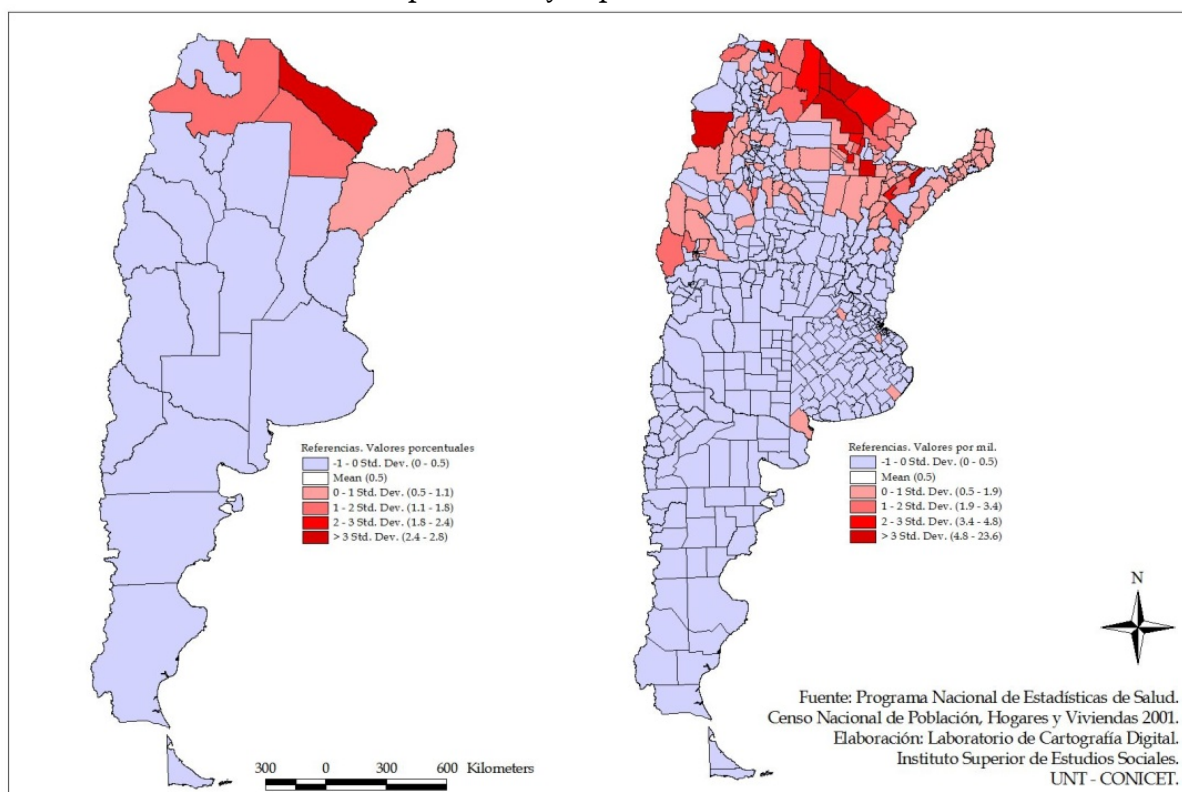 Referencias. Valores porcentuales
-1 - 0 Std. Dev. (0 - 0.5)
Mean (0.5)
0 - 1 Std. Dev. (0.5 - 1.1)
1 - 2 Std. Dev. (1.1 - 1.8)
2 - 3 Std. Dev. (1.8 - 2.4)
> 3 Std. Dev. (2.4 - 2.8)
Referencias. Valores por mil.
-1 - 0 Std. Dev. (0 - 0.5)
Mean (0.5)
0 - 1 Std. Dev. (0.5 - 1.9)
1 - 2 Std. Dev. (1.9 - 3.4)
2 - 3 Std. Dev. (3.4 - 4.8)
> 3 Std. Dev. (4.8 - 23.6)
N
300 0 300 600 Kilometers
Fuente: Programa Nacional de Estadísticas de Salud.
Censo Nacional de Población, Hogares y Viviendas 2001.
Elaboración: Laboratorio de Cartografía Digital.
Instituto Superior de Estudios Sociales.
UNT - CONICET.